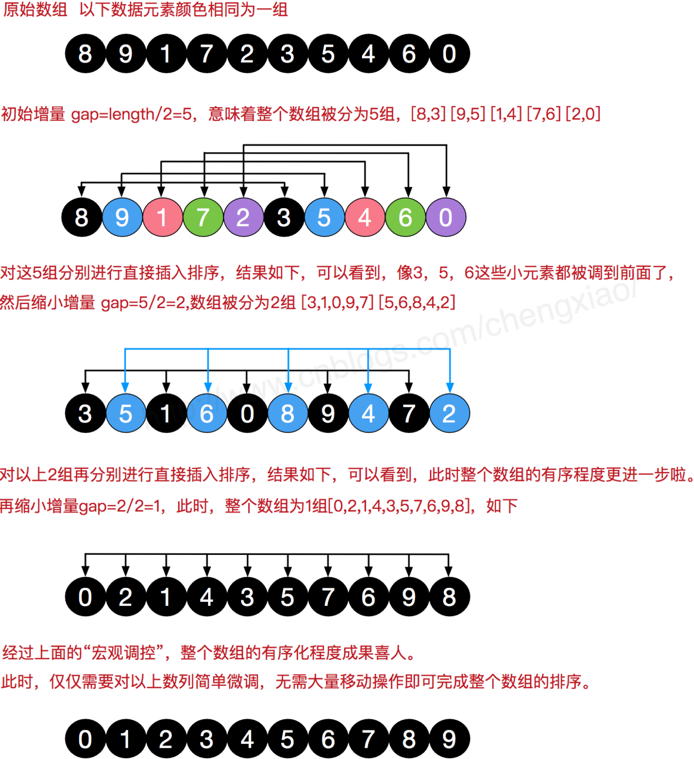 原始数组 以下数据元素颜色相同为一组
8 9 1 7 2 3 5 4 6 0
初始增量 gap=length/2=5，意味着整个数组被分为5组，[8,3][9,5][1,4][7,6][2,0]
8 9 1 7 2 3 5 4 6 0
对这5组分别进行直接插入排序，结果如下，可以看到，像3，5，6这些小元素都被调到前面了，
然后缩小增量 gap=5/2=2,数组被分为2组 [3,1,0,9,7][5,6,8,4,2]
www.cnblogs.com/chengxiao/
3 5 1 6 0 8 9 4 7 2
对以上2组再分别进行直接插入排序，结果如下，可以看到，此时整个数组的有序程度更进一步啦。
再缩小增量gap=2/2=1，此时，整个数组为1组[0,2,1,4,3,5,7,6,9,8]，如下
0 2 1 4 3 5 7 6 9 8
经过上面的“宏观调控”，整个数组的有序化程度成果喜人。
此时，仅仅需要对以上数列简单微调，无需大量移动操作即可完成整个数组的排序。
0 1 2 3 4 5 6 7 8 9